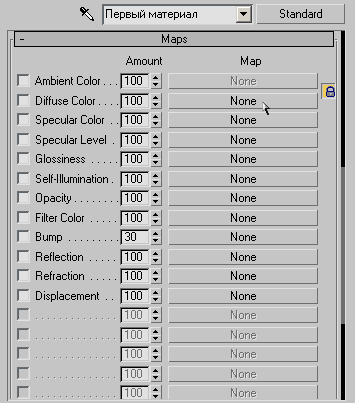 Первый материал Standard
- Maps
Amount Map
Ambient Color . . . 100 None
Diffuse Color . . . . 100 None
Specular Color . . 100 None
Specular Level . . 100 None
Glossiness . . . . . 100 None
Self-Illumination . . 100 None
Opacity . . . . . . . . 100 None
Filter Color . . . . . 100 None
Bump . . . . . . . . . 30 None
Reflection . . . . . . 100 None
Refraction . . . . . 100 None
Displacement . . . 100 None
. . . . . . . . . . . . . . 100 None
. . . . . . . . . . . . . . 100 None
. . . . . . . . . . . . . . 100 None
. . . . . . . . . . . . . . 100 None
. . . . . . . . . . . . . . 100 None